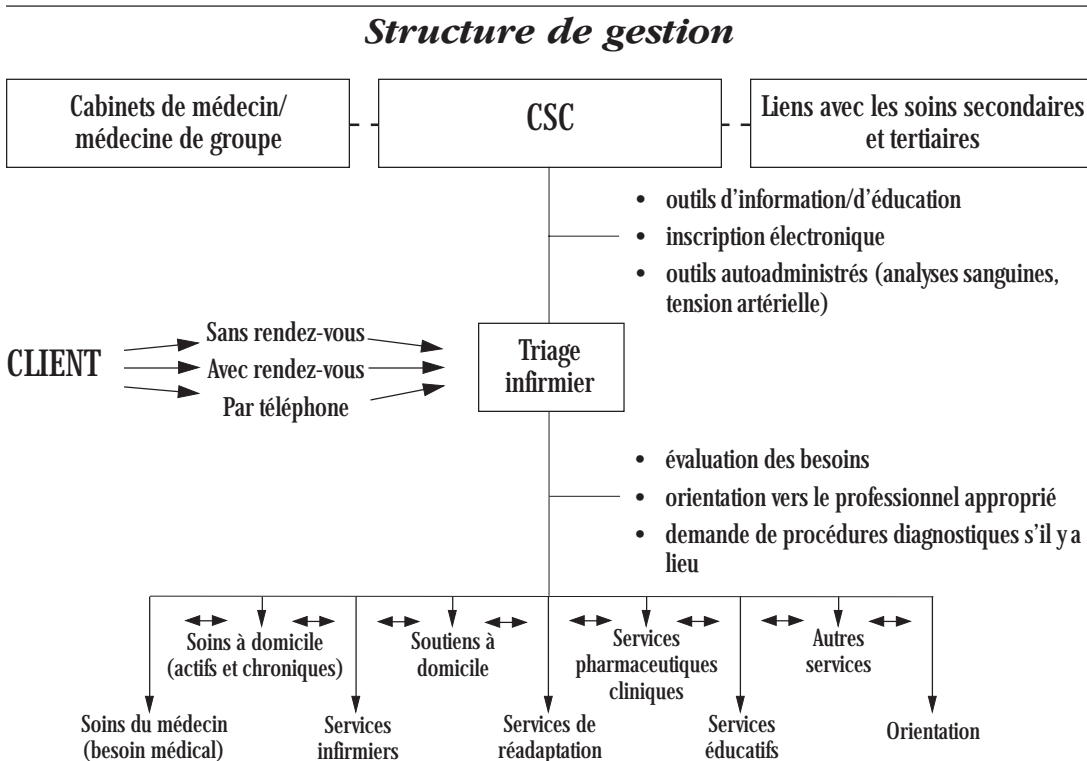 Structure de gestion
Cabinets de médecin/
médecine de groupe
CSC
Liens avec les soins secondaires
et tertiaires
• outils d'information/d'éducation
• inscription électronique
• outils autoadministrés (analyses sanguines,
tension artérielle)
CLIENT
Sans rendez-vous
Avec rendez-vous
Par téléphone
Triage
infirmier
• évaluation des besoins
• orientation vers le professionnel approprié
• demande de procédures diagnostiques s'il y a
lieu
Soins à domicile
(actifs et chroniques)
Soutiens à
domicile
Services
pharmaceutiques
cliniques
Autres
services
Soins du médecin
(besoin médical)
Services
infirmiers
Services de
réadaptation
Services
éducatifs
Orientation